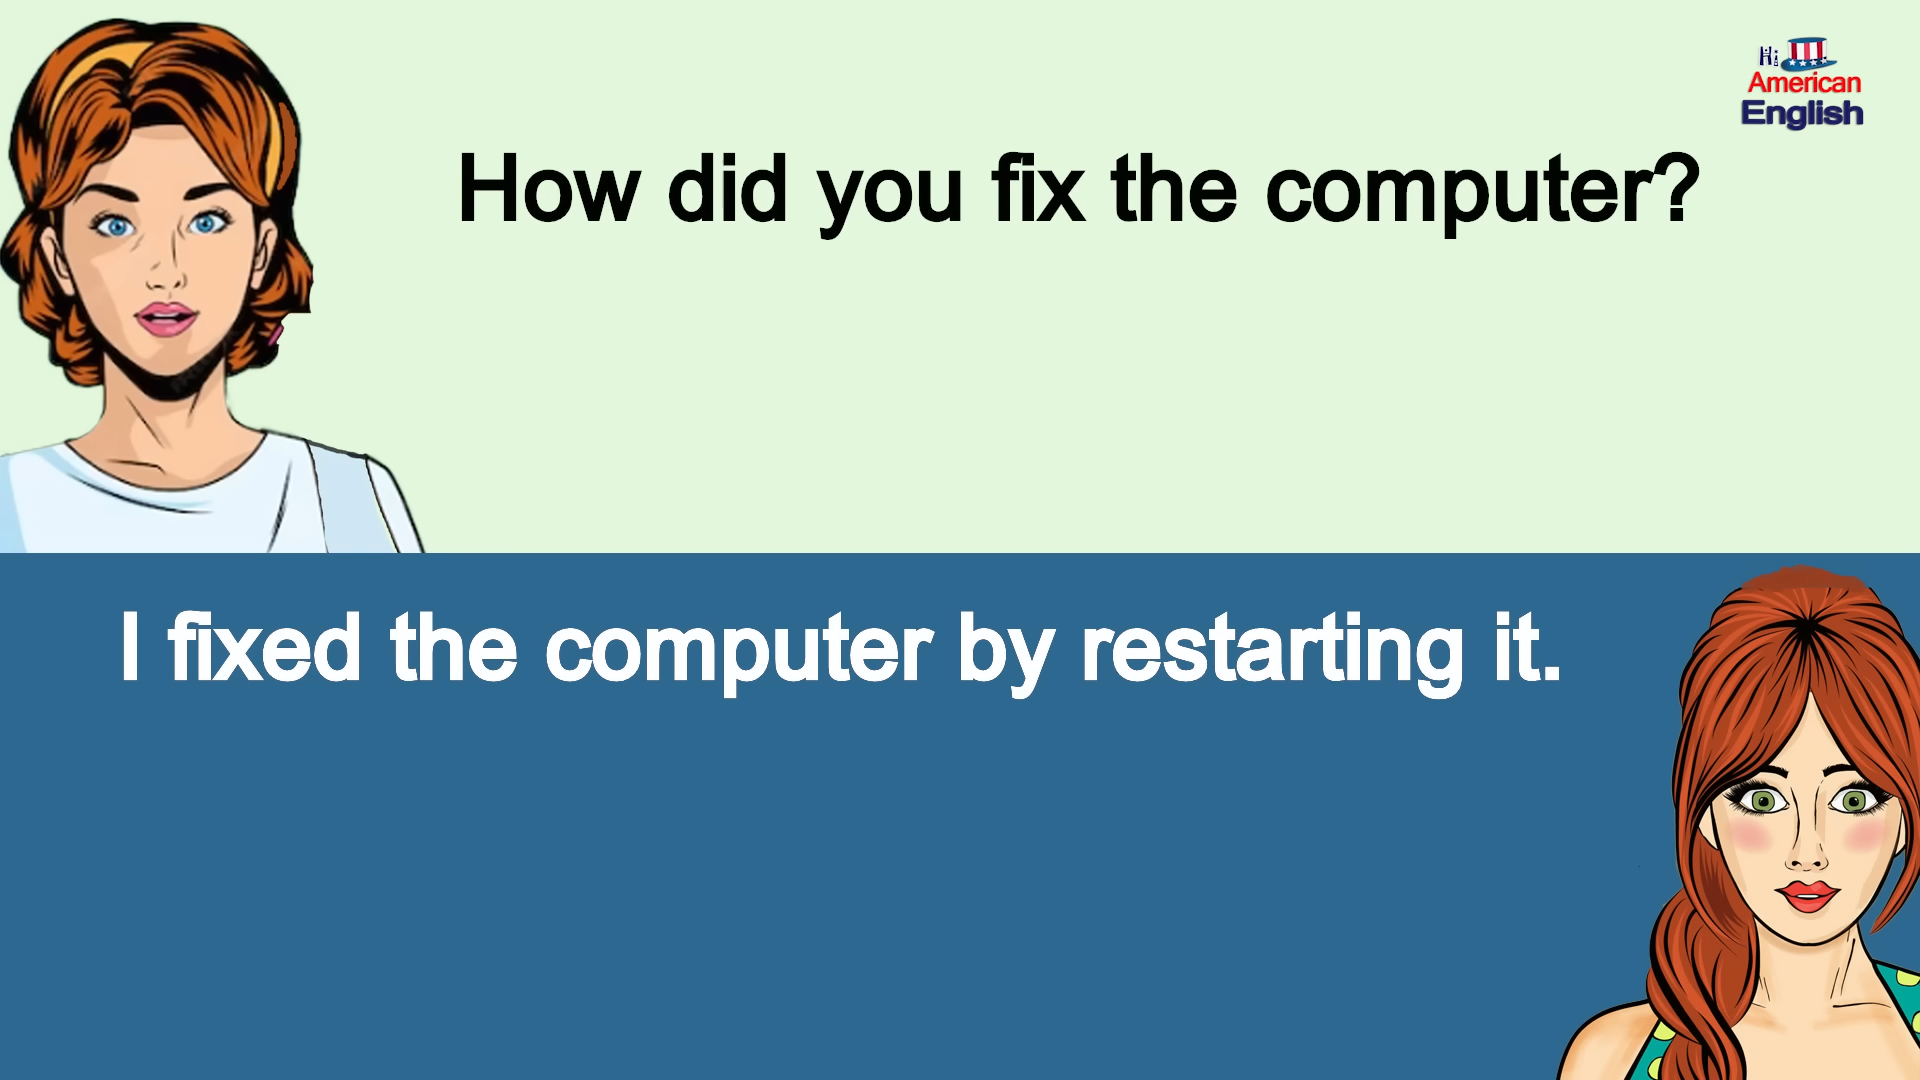 Hi
American
English
How did you fix the computer?
I fixed the computer by restarting it.